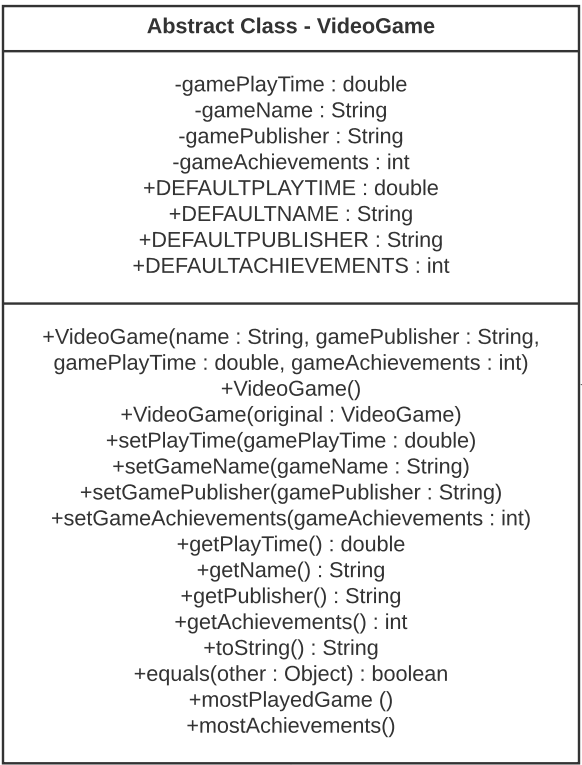 Abstract Class - VideoGame
-gamePlayTime : double
-gameName : String
-gamePublisher : String
-gameAchievements : int
+DEFAULTPLAYTIME : double
+DEFAULTNAME : String
+DEFAULTPUBLISHER : String
+DEFAULTACHIEVEMENTS : int
+VideoGame(name : String, gamePublisher : String,
gamePlayTime : double, gameAchievements : int)
+VideoGame()
+VideoGame(original : VideoGame)
+setPlayTime(gamePlayTime : double)
+setGameName(gameName : String)
+setGamePublisher(gamePublisher : String)
+setGameAchievements(gameAchievements : int)
+getPlayTime() : double
+getName() : String
+getPublisher() : String
+getAchievements() : int
+toString() : String
+equals(other : Object) : boolean
+mostPlayedGame ()
+mostAchievements()